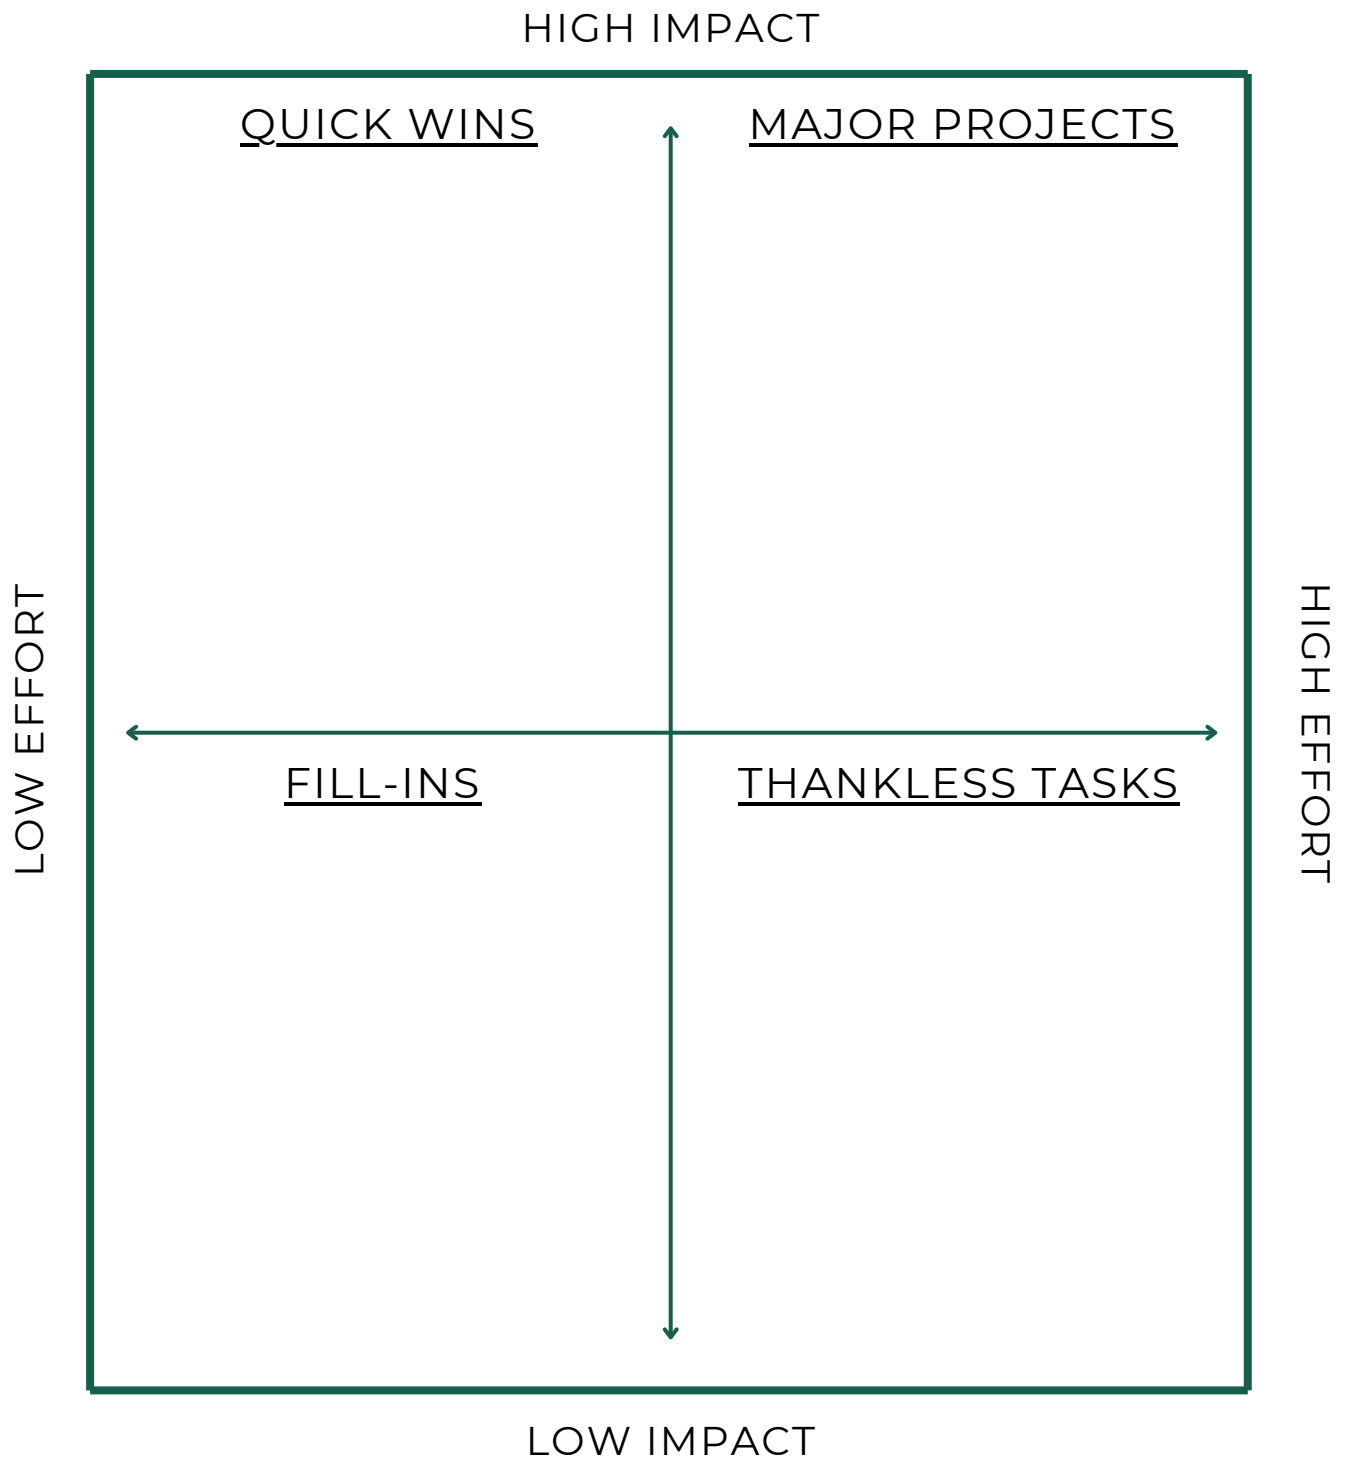 HIGH IMPACT
QUICK WINS
MAJOR PROJECTS
LOW EFFORT
HIGH EFFORT
FILL-INS
THANKLESS TASKS
LOW IMPACT